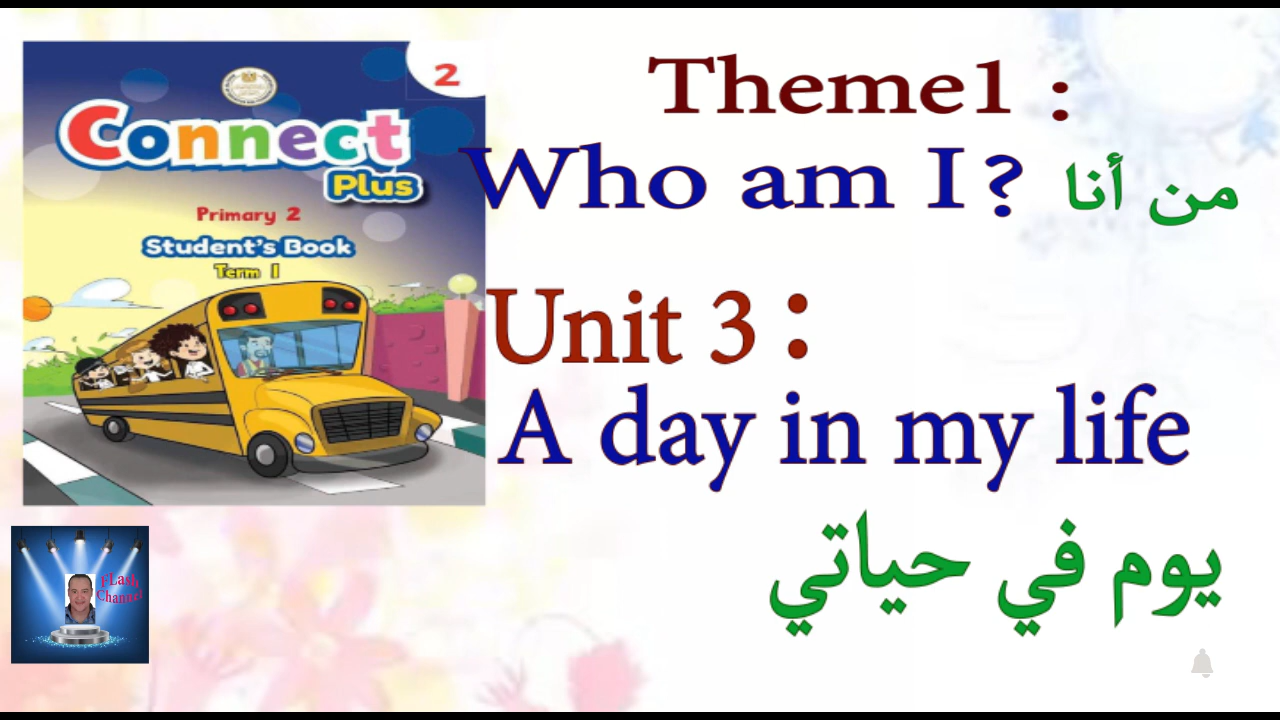 2
Connect
Plus
Primary 2
Student's Book
Term 1
Theme1 :
Who am I? من أنا
Unit 3 :
A day in my life
يوم في حياتي
FLash
Channel